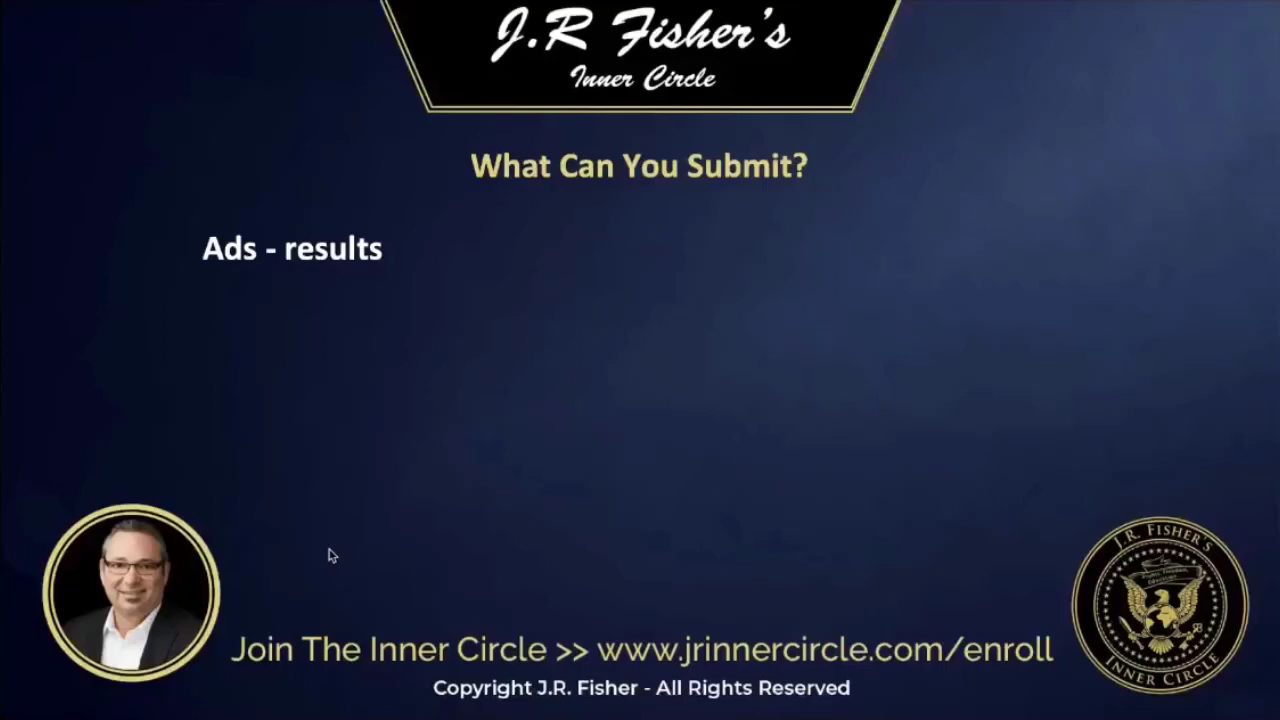 J.R Fisher's
Inner Circle
What Can You Submit?
Ads - results
J.R. FISHER'S
INNER CIRCLE
Join The Inner Circle >> www.jrinnercircle.com/enroll
Copyright J.R. Fisher - All Rights Reserved